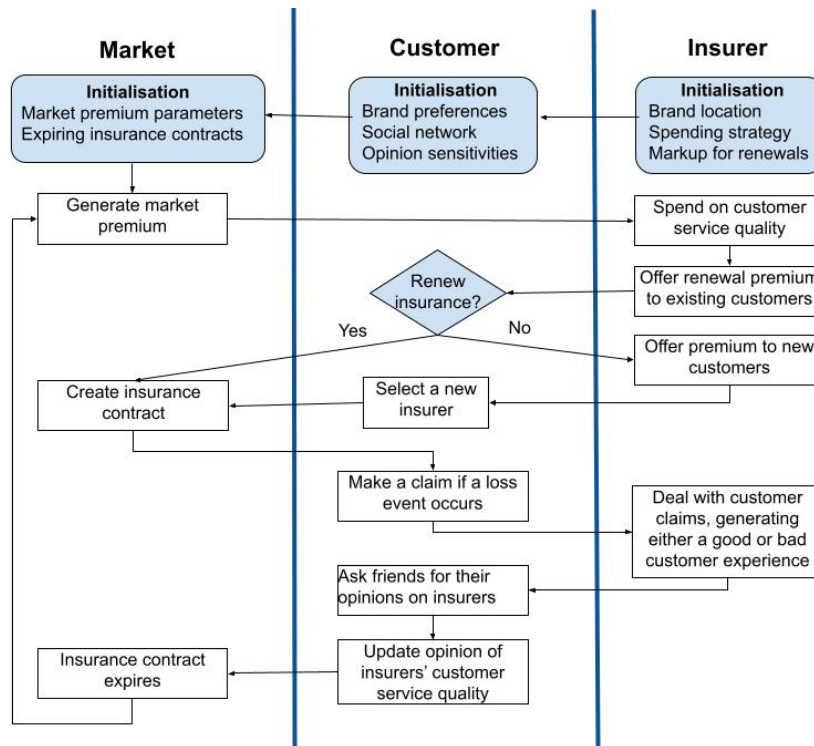 Market
Customer
Insurer
Initialisation
Market premium parameters
Expiring insurance contracts
Initialisation
Brand preferences
Social network
Opinion sensitivities
Initialisation
Brand location
Spending strategy
Markup for renewals
Generate market
premium
Spend on customer
service quality
Renew
insurance?
Offer renewal premium
to existing customers
Yes
No
Offer premium to new
customers
Create insurance
contract
Select a new
insurer
Make a claim if a loss
event occurs
Deal with customer
claims, generating
either a good or bad
customer experience
Ask friends for their
opinions on insurers
Insurance contract
expires
Update opinion of
insurers' customer
service quality